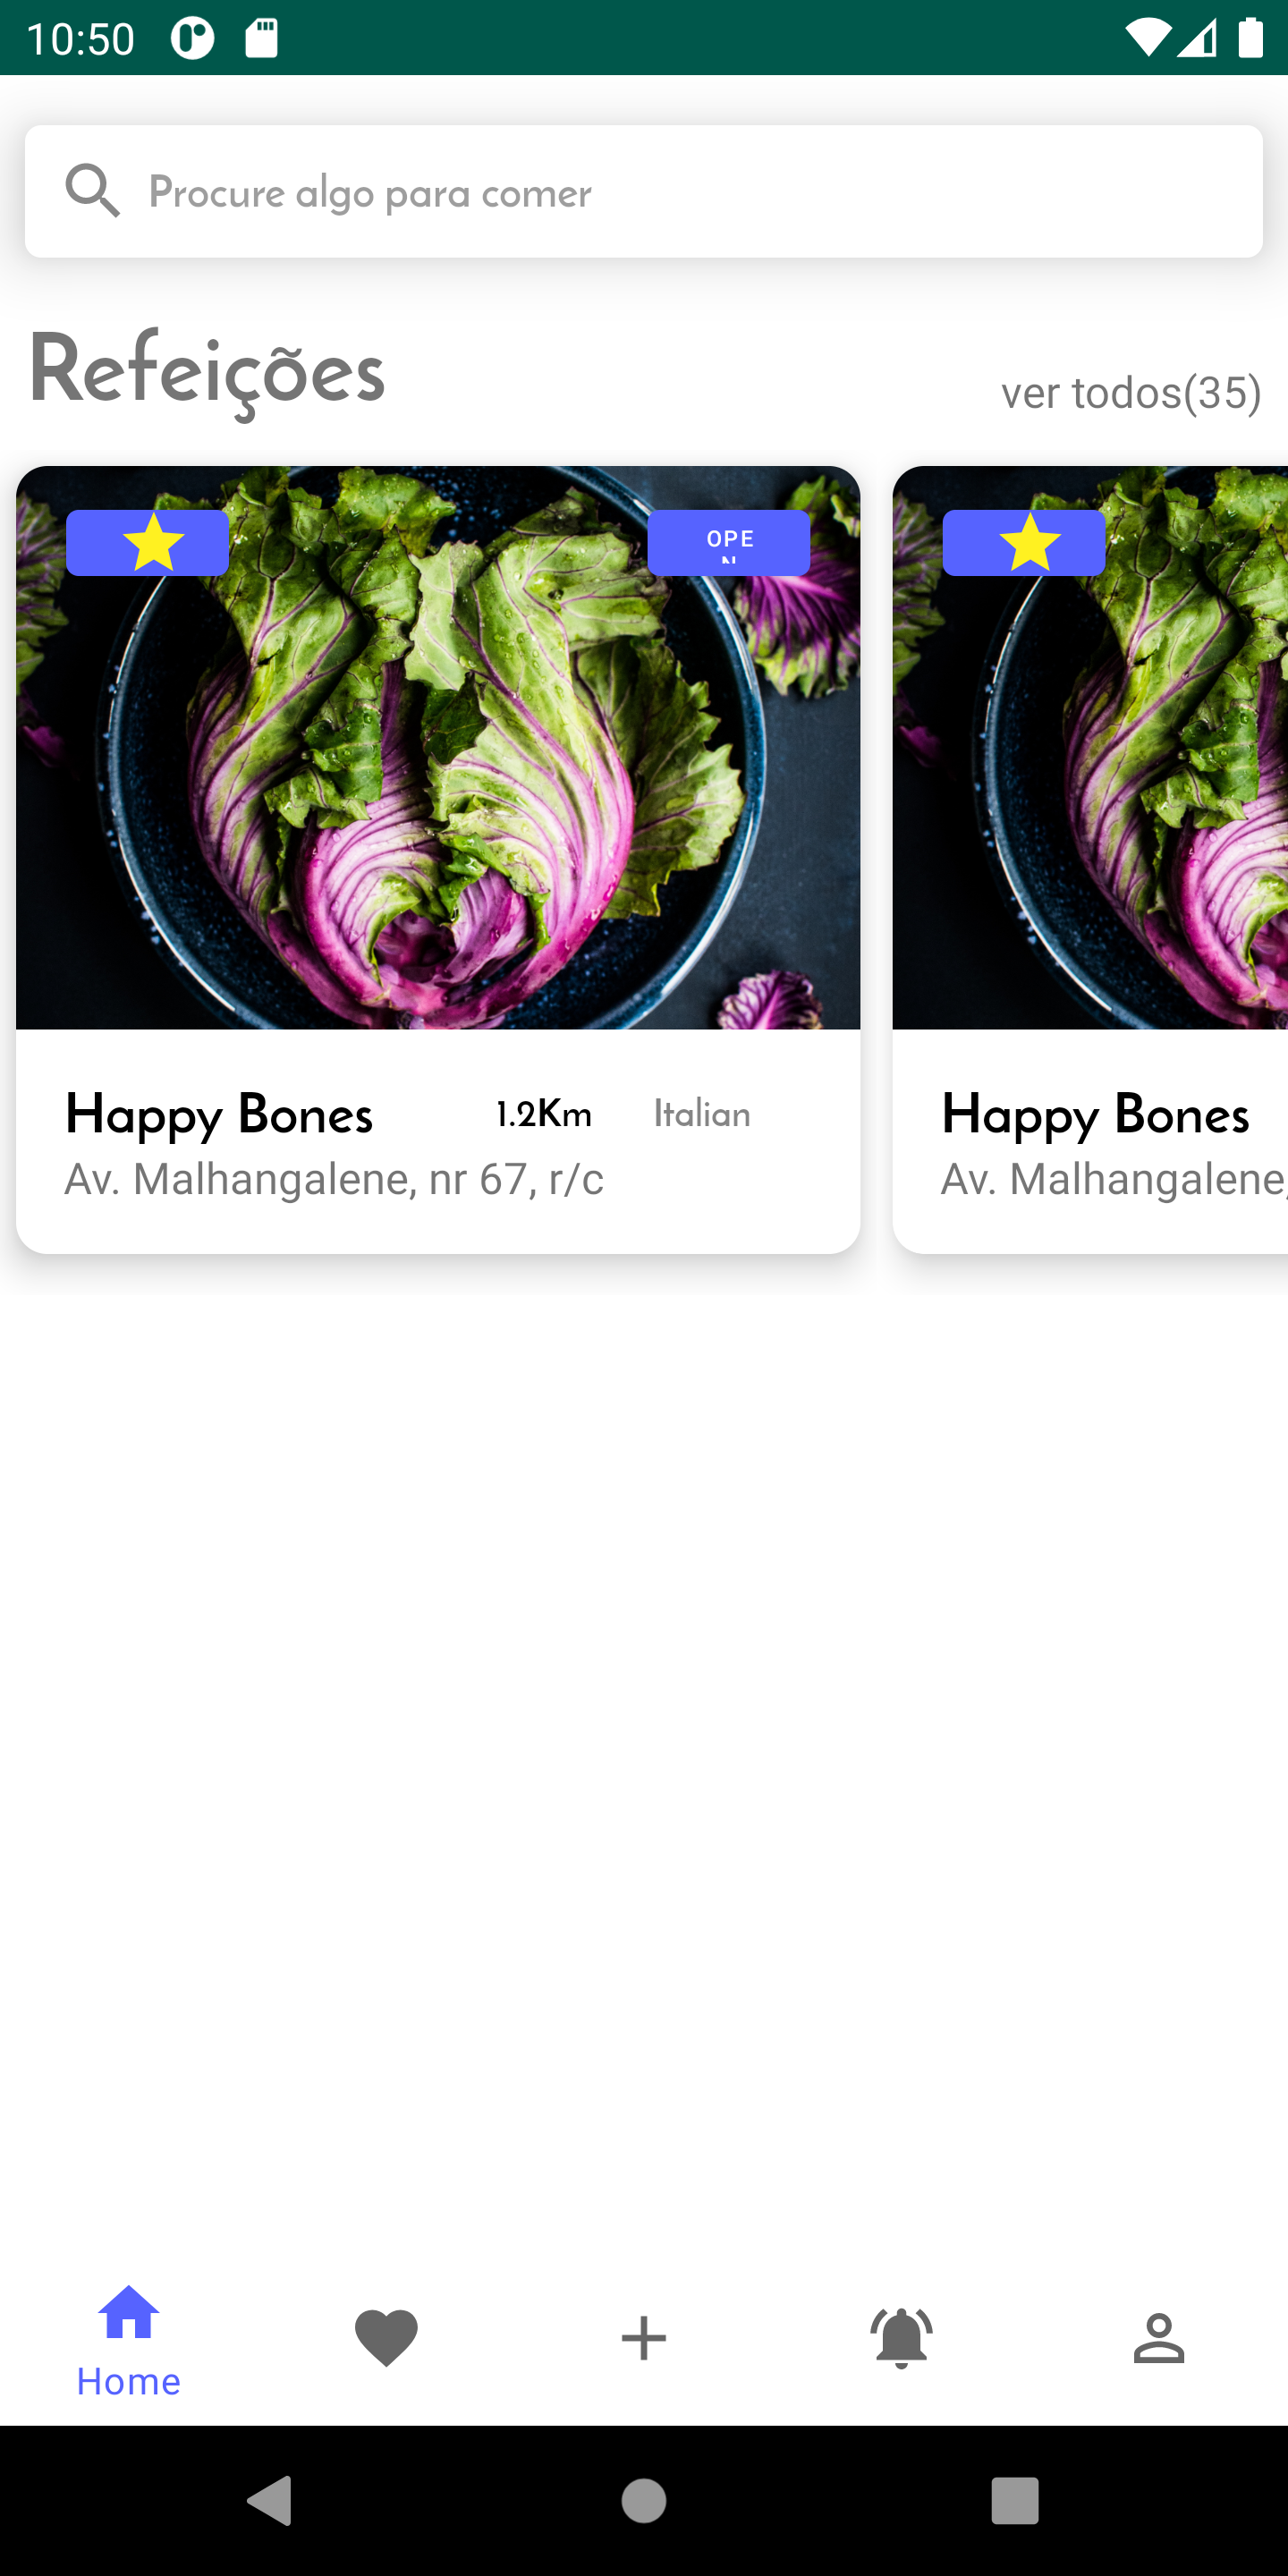 10:50
Procure algo para comer
Refeições
ver todos(35)
OPE
N
Happy Bones 1.2Km Italian
Av. Malhangalene, nr 67, r/c
Happy Bones
Av. Malhangalene,
Home